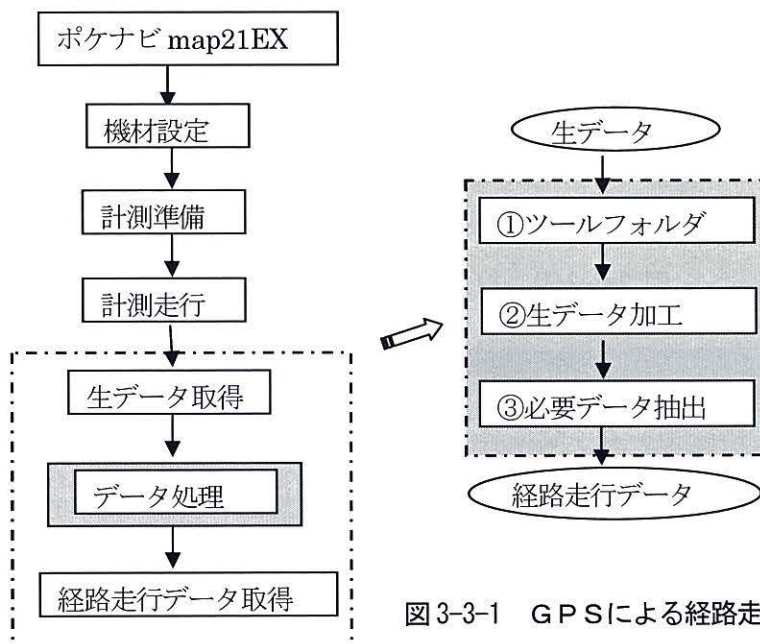 ポケナビ map21EX
機材設定
計測準備
計測走行
生データ取得
データ処理
経路走行データ取得
生データ
①ツールフォルダ
②生データ加工
③必要データ抽出
経路走行データ
図 3-3-1 ＧＰＳによる経路走